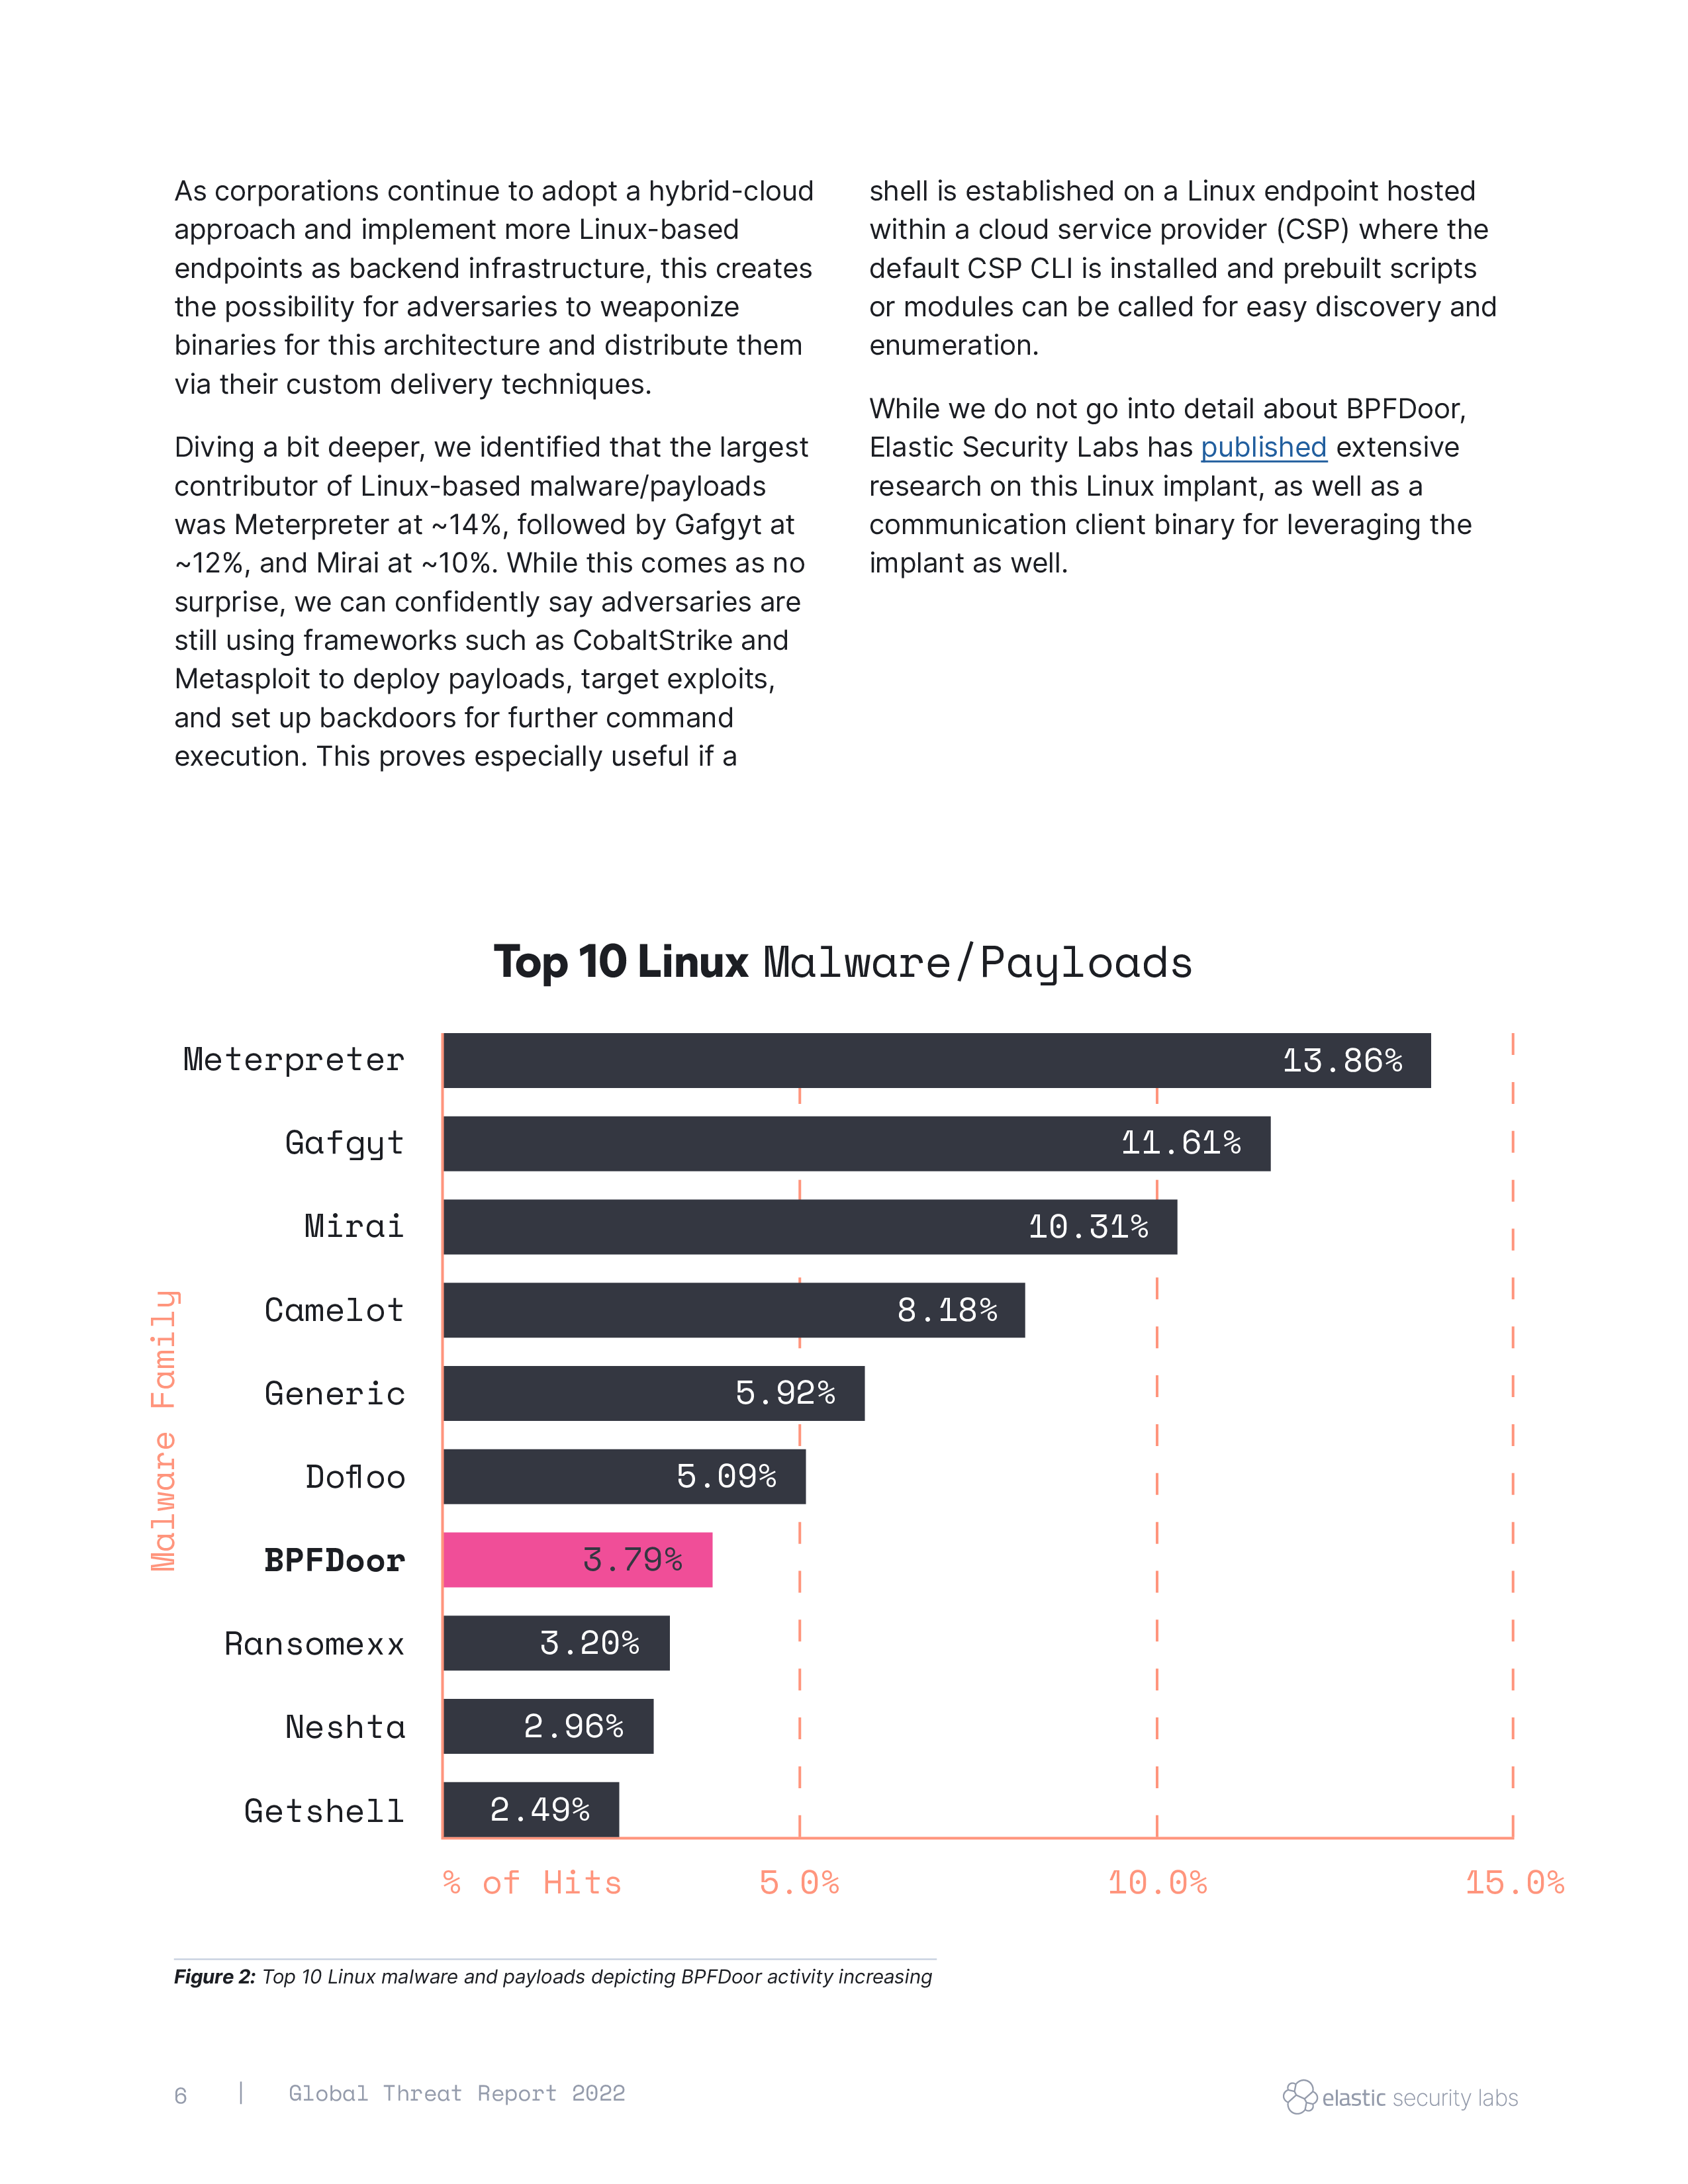 As corporations continue to adopt a hybrid-cloud
approach and implement more Linux-based
endpoints as backend infrastructure, this creates
the possibility for adversaries to weaponize
binaries for this architecture and distribute them
via their custom delivery techniques.
Diving a bit deeper, we identified that the largest
contributor of Linux-based malware/payloads
was Meterpreter at ~14%, followed by Gafgyt at
~12%, and Mirai at ~10%. While this comes as no
surprise, we can confidently say adversaries are
still using frameworks such as CobaltStrike and
Metasploit to deploy payloads, target exploits,
and set up backdoors for further command
execution. This proves especially useful if a
shell is established on a Linux endpoint hosted
within a cloud service provider (CSP) where the
default CSP CLI is installed and prebuilt scripts
or modules can be called for easy discovery and
enumeration.
While we do not go into detail about BPFDoor,
Elastic Security Labs has published extensive
research on this Linux implant, as well as a
communication client binary for leveraging the
implant as well.
Top 10 Linux Malware/Payloads
Malware Family
Meterpreter 13.86%
Gafgyt 11.61%
Mirai 10.31%
Camelot 8.18%
Generic 5.92%
Dofloo 5.09%
BPFDoor 3.79%
Ransomexx 3.20%
Neshta 2.96%
Getshell 2.49%
% of Hits 5.0% 10.0% 15.0%
Figure 2: Top 10 Linux malware and payloads depicting BPFDoor activity increasing
6 | Global Threat Report 2022
elastic security labs